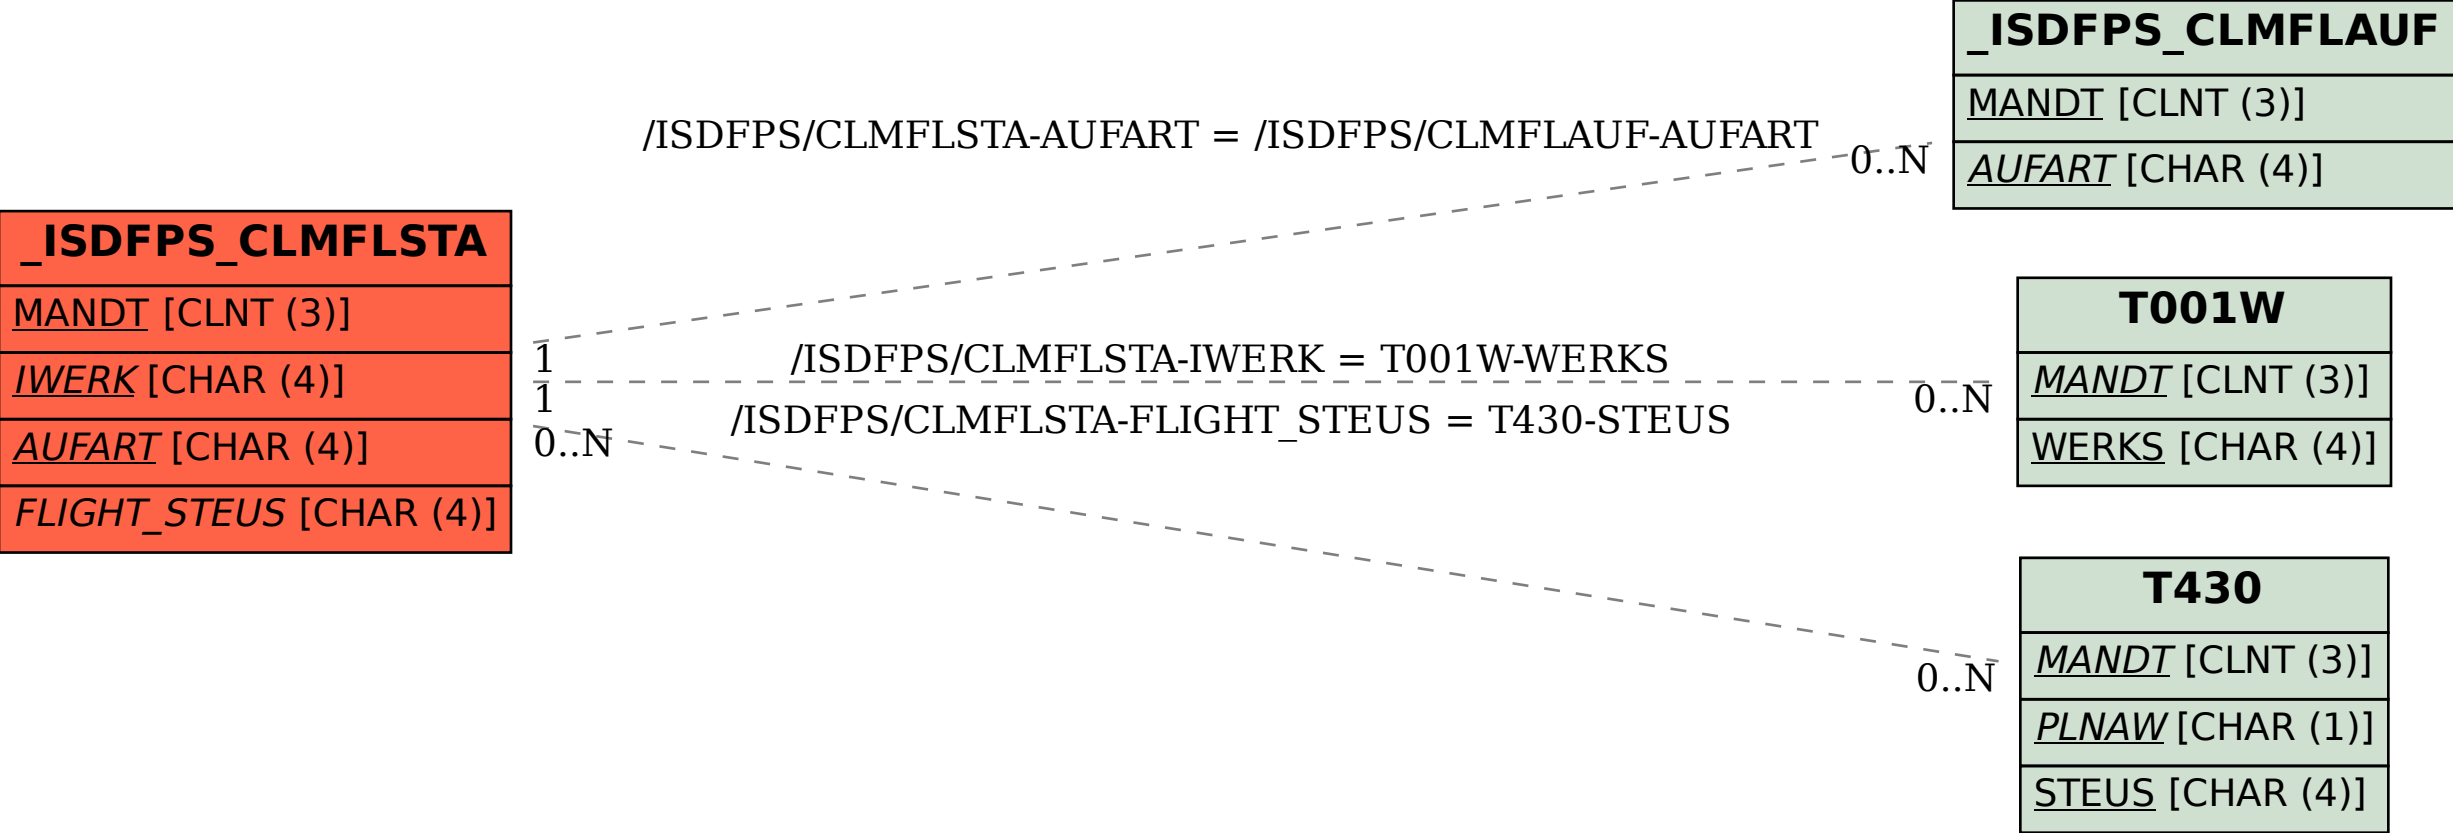 _ISDFPS_CLMFLAUF
MANDT [CLNT (3)]
AUFART [CHAR (4)]
/ISDFPS/CLMFLSTA-AUFART = /ISDFPS/CLMFLAUF-AUFART
0..N
_ISDFPS_CLMFLSTA
MANDT [CLNT (3)]
IWERK [CHAR (4)]
AUFART [CHAR (4)]
FLIGHT_STEUS [CHAR (4)]
1
/ISDFPS/CLMFLSTA-IWERK = T001W-WERKS
1
0..N
/ISDFPS/CLMFLSTA-FLIGHT_STEUS = T430-STEUS
0..N
T001W
MANDT [CLNT (3)]
WERKS [CHAR (4)]
0..N
T430
MANDT [CLNT (3)]
PLNAW [CHAR (1)]
STEUS [CHAR (4)]